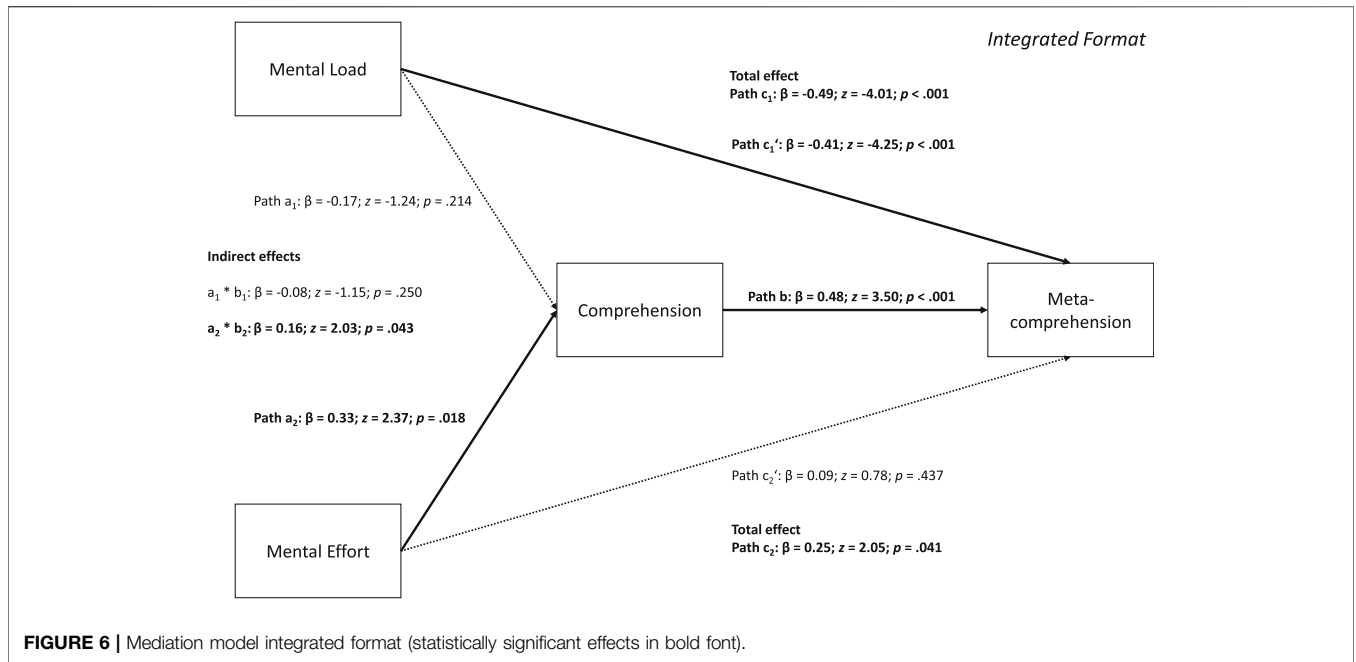 Integrated Format
Mental Load
Total effect
Path c₁: β = -0.49; z = -4.01; p < .001
Path c₁‘: β = -0.41; z = -4.25; p < .001
Path a₁: β = -0.17; z = -1.24; p = .214
Indirect effects
a₁ * b₁: β = -0.08; z = -1.15; p = .250
a₂ * b₂: β = 0.16; z = 2.03; p = .043
Comprehension
Path b: β = 0.48; z = 3.50; p < .001
Meta-
comprehension
Path a₂: β = 0.33; z = 2.37; p = .018
Path c₂‘: β = 0.09; z = 0.78; p = .437
Total effect
Path c₂: β = 0.25; z = 2.05; p = .041
Mental Effort
FIGURE 6 | Mediation model integrated format (statistically significant effects in bold font).